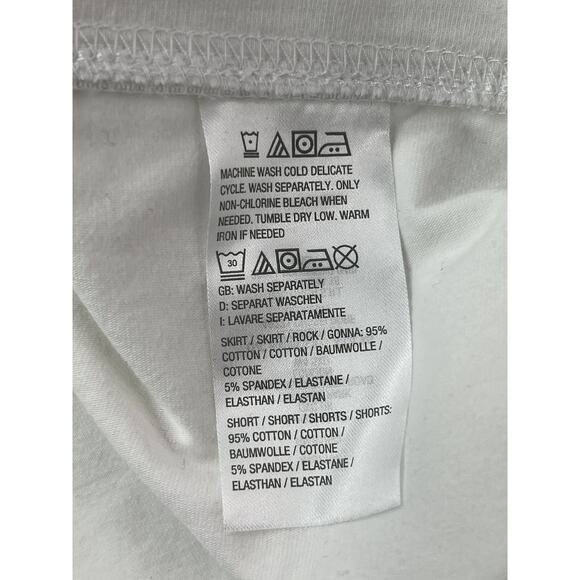 MACHINE WASH COLD DELICATE
CYCLE. WASH SEPARATELY. ONLY
NON-CHLORINE BLEACH WHEN
NEEDED. TUMBLE DRY LOW. WARM
IRON IF NEEDED
30
GB: WASH SEPARATELY
D: SEPARAT WASCHEN
I: LAVARE SEPARATAMENTE
SKIRT / SKIRT / ROCK / GONNA: 95%
COTTON / COTTON / BAUMWOLLE /
COTONE
5% SPANDEX / ELASTANE /
ELASTHAN / ELASTAN
SHORT / SHORT / SHORTS / SHORTS:
95% COTTON / COTTON /
BAUMWOLLE / COTONE
5% SPANDEX / ELASTANE /
ELASTHAN / ELASTAN